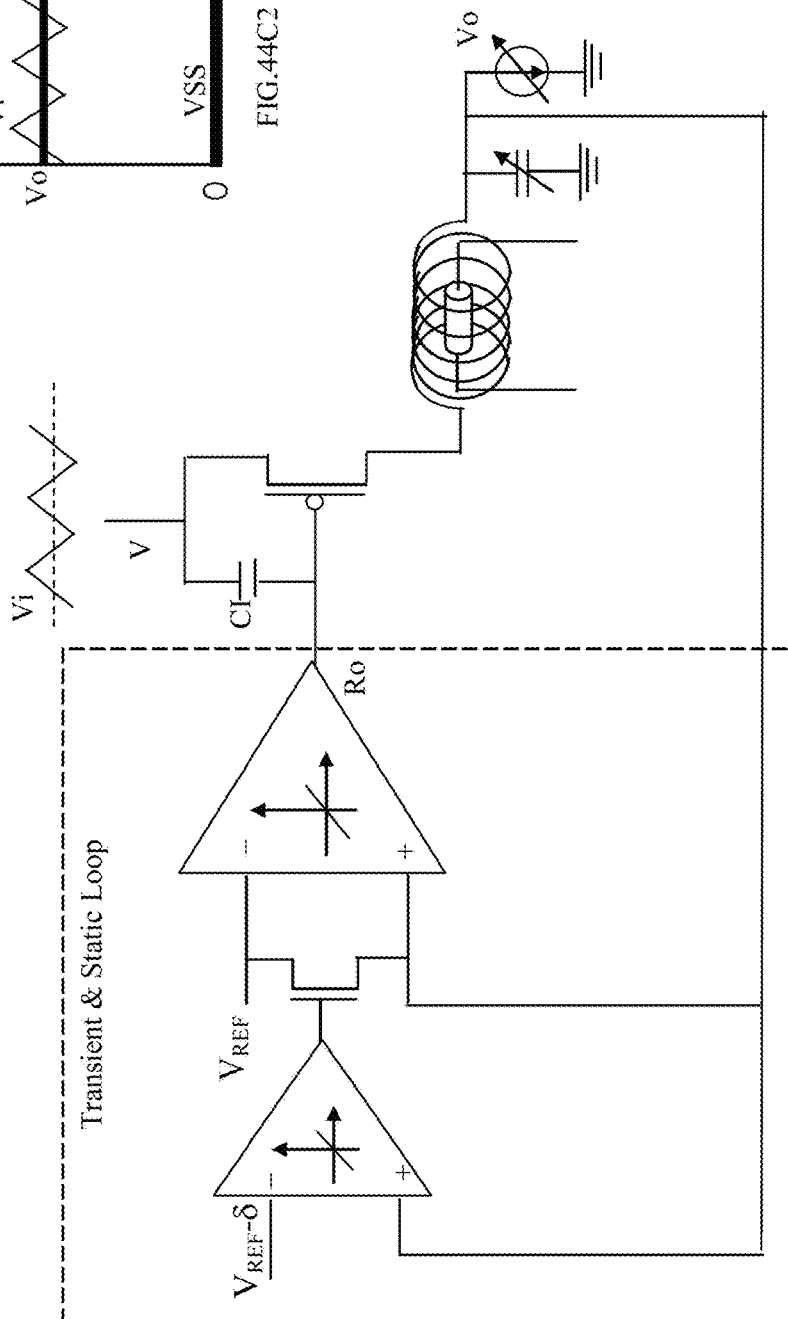 Vo
VSS
0
FIG.44C2
Vi
V
CI
Vo
Transient & Static Loop
Ro
−
+
VREF
VREF-δ
−
+